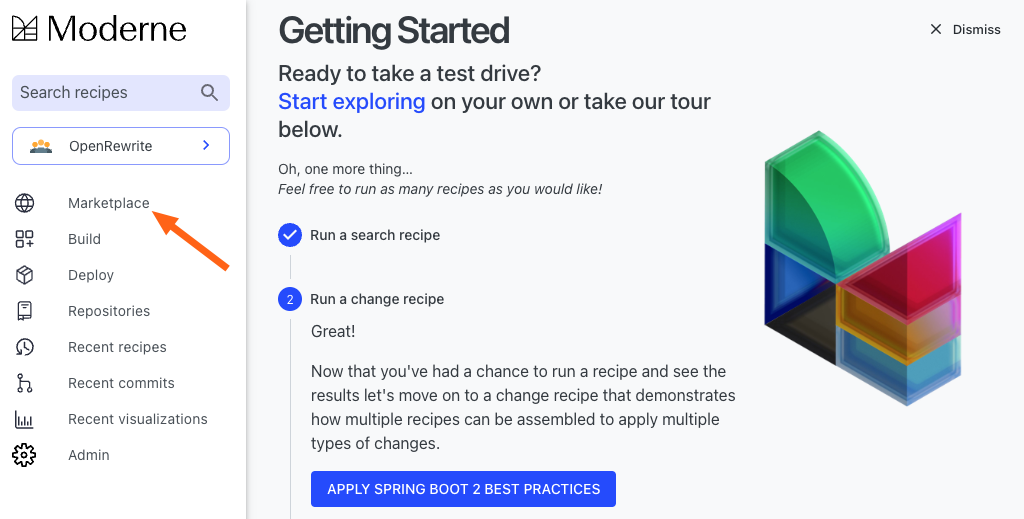 Moderne
Search recipes
OpenRewrite
Marketplace
Build
Deploy
Repositories
Recent recipes
Recent commits
Recent visualizations
Admin
Getting Started
Dismiss
Ready to take a test drive?
Start exploring on your own or take our tour
below.
Oh, one more thing...
Feel free to run as many recipes as you would like!
Run a search recipe
2 Run a change recipe
Great!
Now that you've had a chance to run a recipe and see the
results let's move on to a change recipe that demonstrates
how multiple recipes can be assembled to apply multiple
types of changes.
APPLY SPRING BOOT 2 BEST PRACTICES